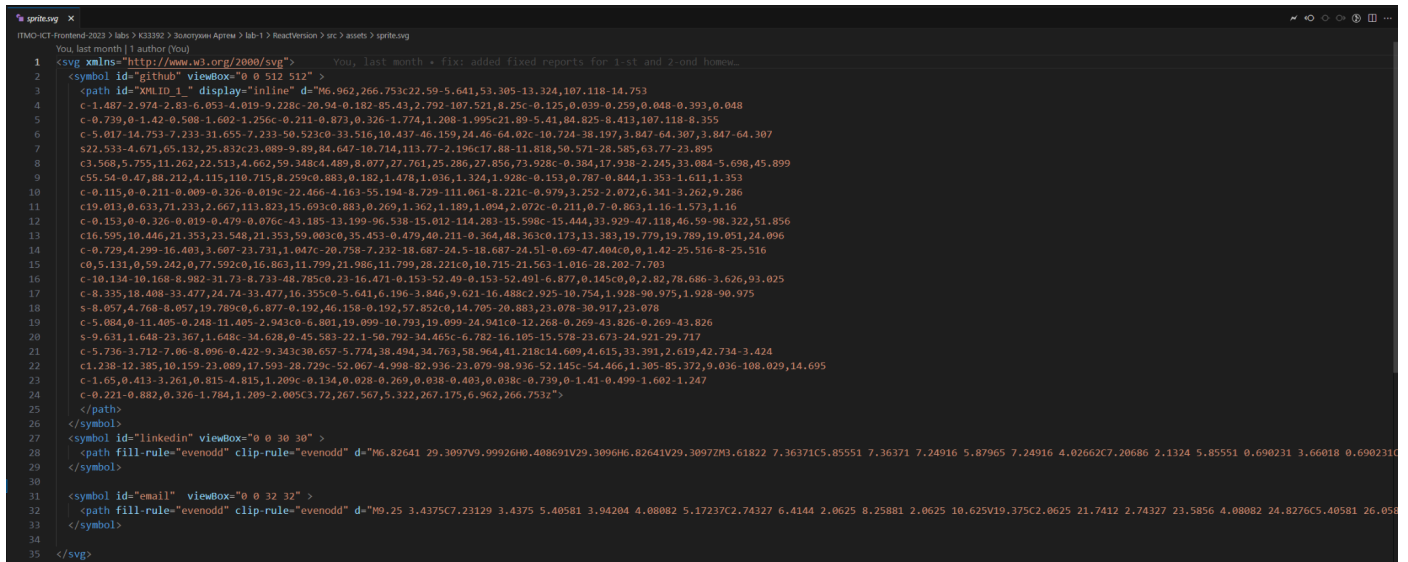 sprite.svg
ITMO-ICT-Frontend-2023 > labs > K33392 > Золотухин Артем > lab-1 > ReactVersion > src > assets > sprite.svg
You, last month | 1 author (You)
1 <svg xmlns="http://www.w3.org/2000/svg"> You, last month • fix: added fixed reports for 1-st and 2-ond homew…
2 <symbol id="github" viewBox="0 0 512 512" >
3 <path id="XMLID_1_" display="inline" d="M6.962,266.753c22.59-5.641,53.305-13.324,107.118-14.753
4 c-1.487-2.974-2.83-6.053-4.019-9.228c-20.94-0.182-85.43,2.792-107.521,8.25c-0.125,0.039-0.259,0.048-0.393,0.048
5 c-0.739,0-1.42-0.508-1.602-1.256c-0.211-0.873,0.326-1.774,1.208-1.995c21.89-5.41,84.825-8.413,107.118-8.355
6 c-5.017-14.753-7.233-31.655-7.233-50.523c0-33.516,10.437-46.159,24.46-64.02c-10.724-38.197,3.847-64.307,3.847-64.307
7 s22.533-4.671,65.132,25.832c23.089-9.89,84.647-10.714,113.77-2.196c17.88-11.818,50.571-28.585,63.77-23.895
8 c3.568,5.755,11.262,22.513,4.662,59.348c4.489,8.077,27.761,25.286,27.856,73.928c-0.384,17.938-2.245,33.084-5.698,45.899
9 c55.54-0.47,88.212,4.115,110.715,8.259c0.883,0.182,1.478,1.036,1.324,1.928c-0.153,0.787-0.844,1.353-1.611,1.353
10 c-0.115,0-0.211-0.009-0.326-0.019c-22.466-4.163-55.194-8.729-111.061-8.221c-0.979,3.252-2.072,6.341-3.262,9.286
11 c19.013,0.633,71.233,2.667,113.823,15.693c0.883,0.269,1.362,1.189,1.094,2.072c-0.211,0.7-0.863,1.16-1.573,1.16
12 c-0.153,0-0.326-0.019-0.479-0.076c-43.185-13.199-96.538-15.012-114.283-15.598c-15.444,33.929-47.118,46.59-98.322,51.856
13 c16.595,10.446,21.353,23.548,21.353,59.003c0,35.453-0.479,40.211-0.364,48.363c0.173,13.383,19.779,19.789,19.051,24.096
14 c-0.729,4.299-16.403,3.607-23.731,1.047c-20.758-7.232-18.687-24.5-18.687-24.5l-0.69-47.404c0,0,1.42-25.516-8-25.516
15 c0,5.131,0,59.242,0,77.592c0,16.863,11.799,21.986,11.799,28.221c0,10.715-21.563-1.016-28.202-7.703
16 c-10.134-10.168-8.982-31.73-8.733-48.785c0.23-16.471-0.153-52.49-0.153-52.49l-6.877,0.145c0,0,2.82,78.686-3.626,93.025
17 c-8.335,18.408-33.477,24.74-33.477,16.355c0-5.641,6.196-3.846,9.621-16.488c2.925-10.754,1.928-90.975,1.928-90.975
18 s-8.057,4.768-8.057,19.789c0,6.877-0.192,46.158-0.192,57.852c0,14.705-20.883,23.078-30.917,23.078
19 c-5.084,0-11.405-0.248-11.405-2.943c0-6.801,19.099-10.793,19.099-24.941c0-12.268-0.269-43.826-0.269-43.826
20 s-9.631,1.648-23.367,1.648c-34.628,0-45.583-22.1-50.792-34.465c-6.782-16.105-15.578-23.673-24.921-29.717
21 c-5.736-3.712-7.06-8.096-0.422-9.343c30.657-5.774,38.494,34.763,58.964,41.218c14.609,4.615,33.391,2.619,42.734-3.424
22 c1.238-12.385,10.159-23.089,17.593-28.729c-52.067-4.998-82.936-23.079-98.936-52.145c-54.466,1.305-85.372,9.036-108.029,14.695
23 c-1.65,0.413-3.261,0.815-4.815,1.209c-0.134,0.028-0.269,0.038-0.403,0.038c-0.739,0-1.41-0.499-1.602-1.247
24 c-0.221-0.882,0.326-1.784,1.209-2.005C3.72,267.567,5.322,267.175,6.962,266.753z">
25 </path>
26 </symbol>
27 <symbol id="linkedin" viewBox="0 0 30 30" >
28 <path fill-rule="evenodd" clip-rule="evenodd" d="M6.82641 29.3097V9.99926H0.408691V29.3096H6.82641V29.3097ZM3.61822 7.36371C5.85551 7.36371 7.24916 5.87965 7.24916 4.02662C7.20686 2.1324 5.85551 0.690231 3.66018 0.690231C
29 </symbol>
30
31 <symbol id="email" viewBox="0 0 32 32" >
32 <path fill-rule="evenodd" clip-rule="evenodd" d="M9.25 3.4375C7.23129 3.4375 5.40581 3.94204 4.08082 5.17237C2.74327 6.4144 2.0625 8.25881 2.0625 10.625V19.375C2.0625 21.7412 2.74327 23.5856 4.08082 24.8276C5.40581 26.058
33 </symbol>
34
35 </svg>